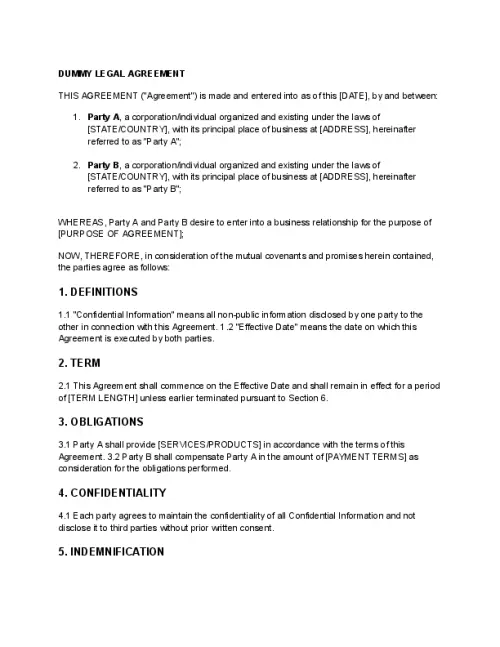 DUMMY LEGAL AGREEMENT
THIS AGREEMENT ("Agreement") is made and entered into as of this [DATE], by and between:
1. Party A, a corporation/individual organized and existing under the laws of
[STATE/COUNTRY], with its principal place of business at [ADDRESS], hereinafter
referred to as "Party A";
2. Party B, a corporation/individual organized and existing under the laws of
[STATE/COUNTRY], with its principal place of business at [ADDRESS], hereinafter
referred to as "Party B";
WHEREAS, Party A and Party B desire to enter into a business relationship for the purpose of
[PURPOSE OF AGREEMENT];
NOW, THEREFORE, in consideration of the mutual covenants and promises herein contained,
the parties agree as follows:
1. DEFINITIONS
1.1 "Confidential Information" means all non-public information disclosed by one party to the
other in connection with this Agreement. 1.2 "Effective Date" means the date on which this
Agreement is executed by both parties.
2. TERM
2.1 This Agreement shall commence on the Effective Date and shall remain in effect for a period
of [TERM LENGTH] unless earlier terminated pursuant to Section 6.
3. OBLIGATIONS
3.1 Party A shall provide [SERVICES/PRODUCTS] in accordance with the terms of this
Agreement. 3.2 Party B shall compensate Party A in the amount of [PAYMENT TERMS] as
consideration for the obligations performed.
4. CONFIDENTIALITY
4.1 Each party agrees to maintain the confidentiality of all Confidential Information and not
disclose it to third parties without prior written consent.
5. INDEMNIFICATION